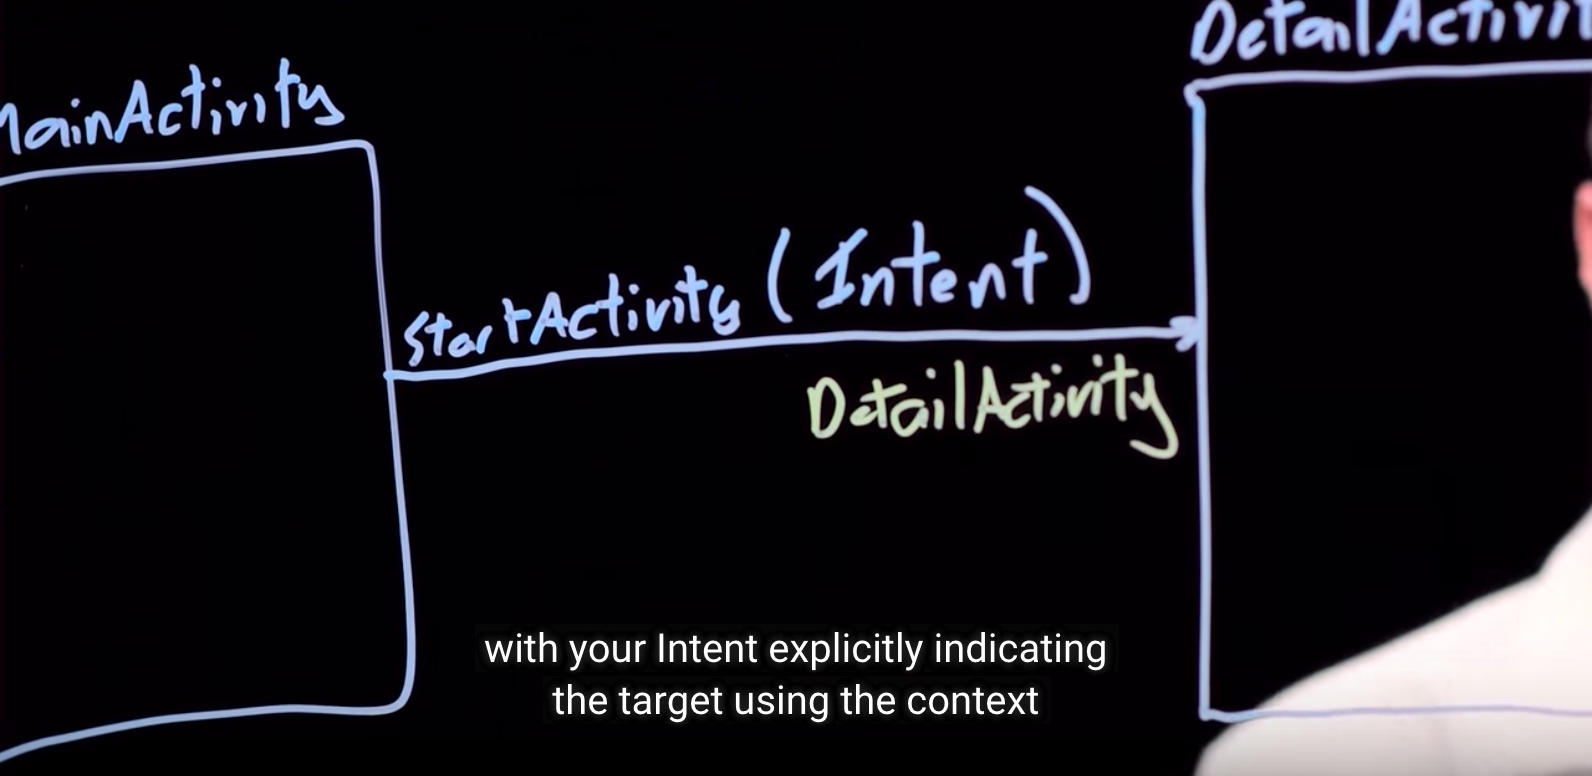 MainActivity
DetailActivi
StartActivity (Intent)
DetailActivity
with your Intent explicitly indicating
the target using the context